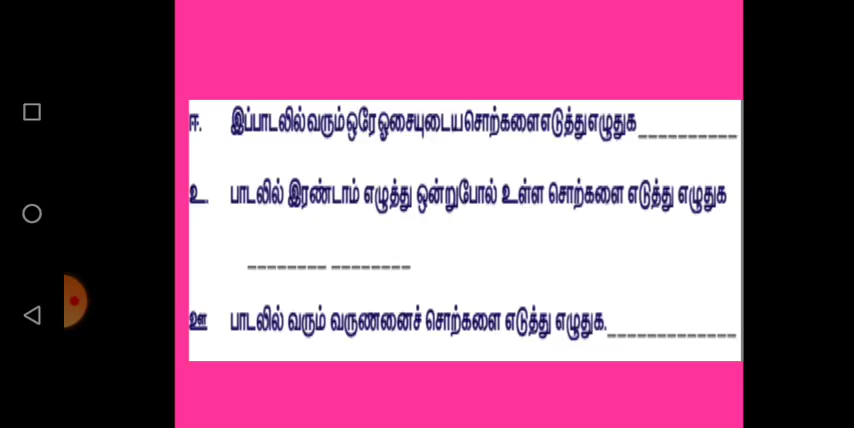 ஈ. இப்பாடலில் வரும் ஒரே ஓசையுடைய சொற்களை எடுத்து எழுதுக __________
உ. பாடலில் இரண்டாம் எழுத்து ஒன்றுபோல் உள்ள சொற்களை எடுத்து எழுதுக
________ ________
ஊ பாடலில் வரும் வருணனைச் சொற்களை எடுத்து எழுதுக._____________